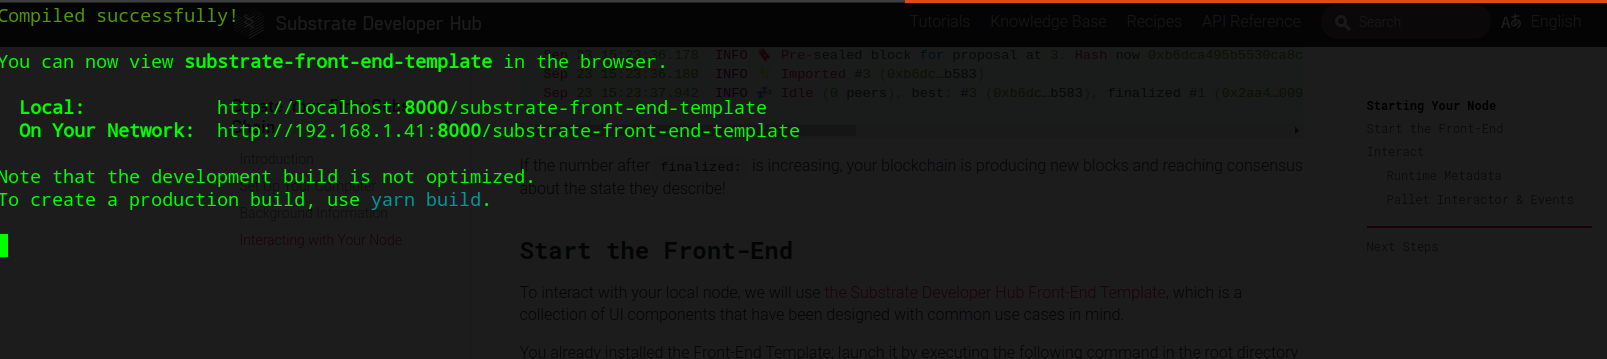 Compiled successfully!
Substrate Developer Hub
Tutorials Knowledge Base Recipes API Reference Search Aあ English
You can now view substrate-front-end-template in the browser.
Local: http://localhost:8000/substrate-front-end-template
On Your Network: http://192.168.1.41:8000/substrate-front-end-template
Note that the development build is not optimized.
To create a production build, use yarn build.
Introduction
Background Information
Interacting with Your Node
Sep 23 15:23:36.178 INFO 🔖 Pre-sealed block for proposal at 3. Hash now 0xb6dca495b5530ca8c
Sep 23 15:23:36.180 INFO ✨ Imported #3 (0xb6dc…b583)
Sep 23 15:23:37.942 INFO 💤 Idle (0 peers), best: #3 (0xb6dc…b583), finalized #1 (0x2aa4…069
If the number after finalized: is increasing, your blockchain is producing new blocks and reaching consensus
about the state they describe!
Start the Front-End
To interact with your local node, we will use the Substrate Developer Hub Front-End Template, which is a
collection of UI components that have been designed with common use cases in mind.
You already installed the Front-End Template; launch it by executing the following command in the root directory
Starting Your Node
Start the Front-End
Interact
Runtime Metadata
Pallet Interactor & Events
Next Steps